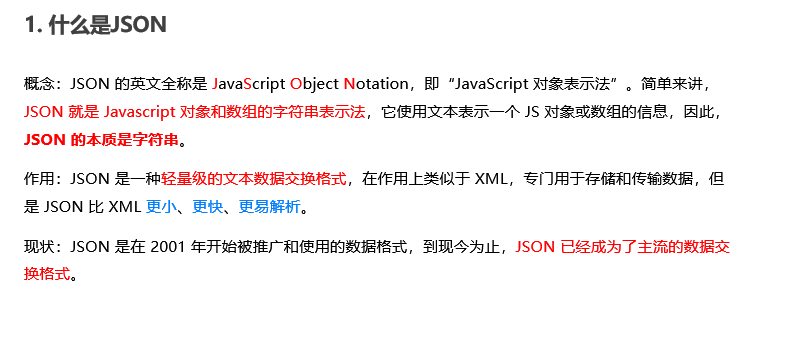 1. 什么是JSON
概念：JSON 的英文全称是 JavaScript Object Notation，即“JavaScript 对象表示法”。简单来讲，
JSON 就是 Javascript 对象和数组的字符串表示法，它使用文本表示一个 JS 对象或数组的信息，因此，
JSON 的本质是字符串。
作用：JSON 是一种轻量级的文本数据交换格式，在作用上类似于 XML，专门用于存储和传输数据，但
是 JSON 比 XML 更小、更快、更易解析。
现状：JSON 是在 2001 年开始被推广和使用的数据格式，到现今为止，JSON 已经成为了主流的数据交
换格式。